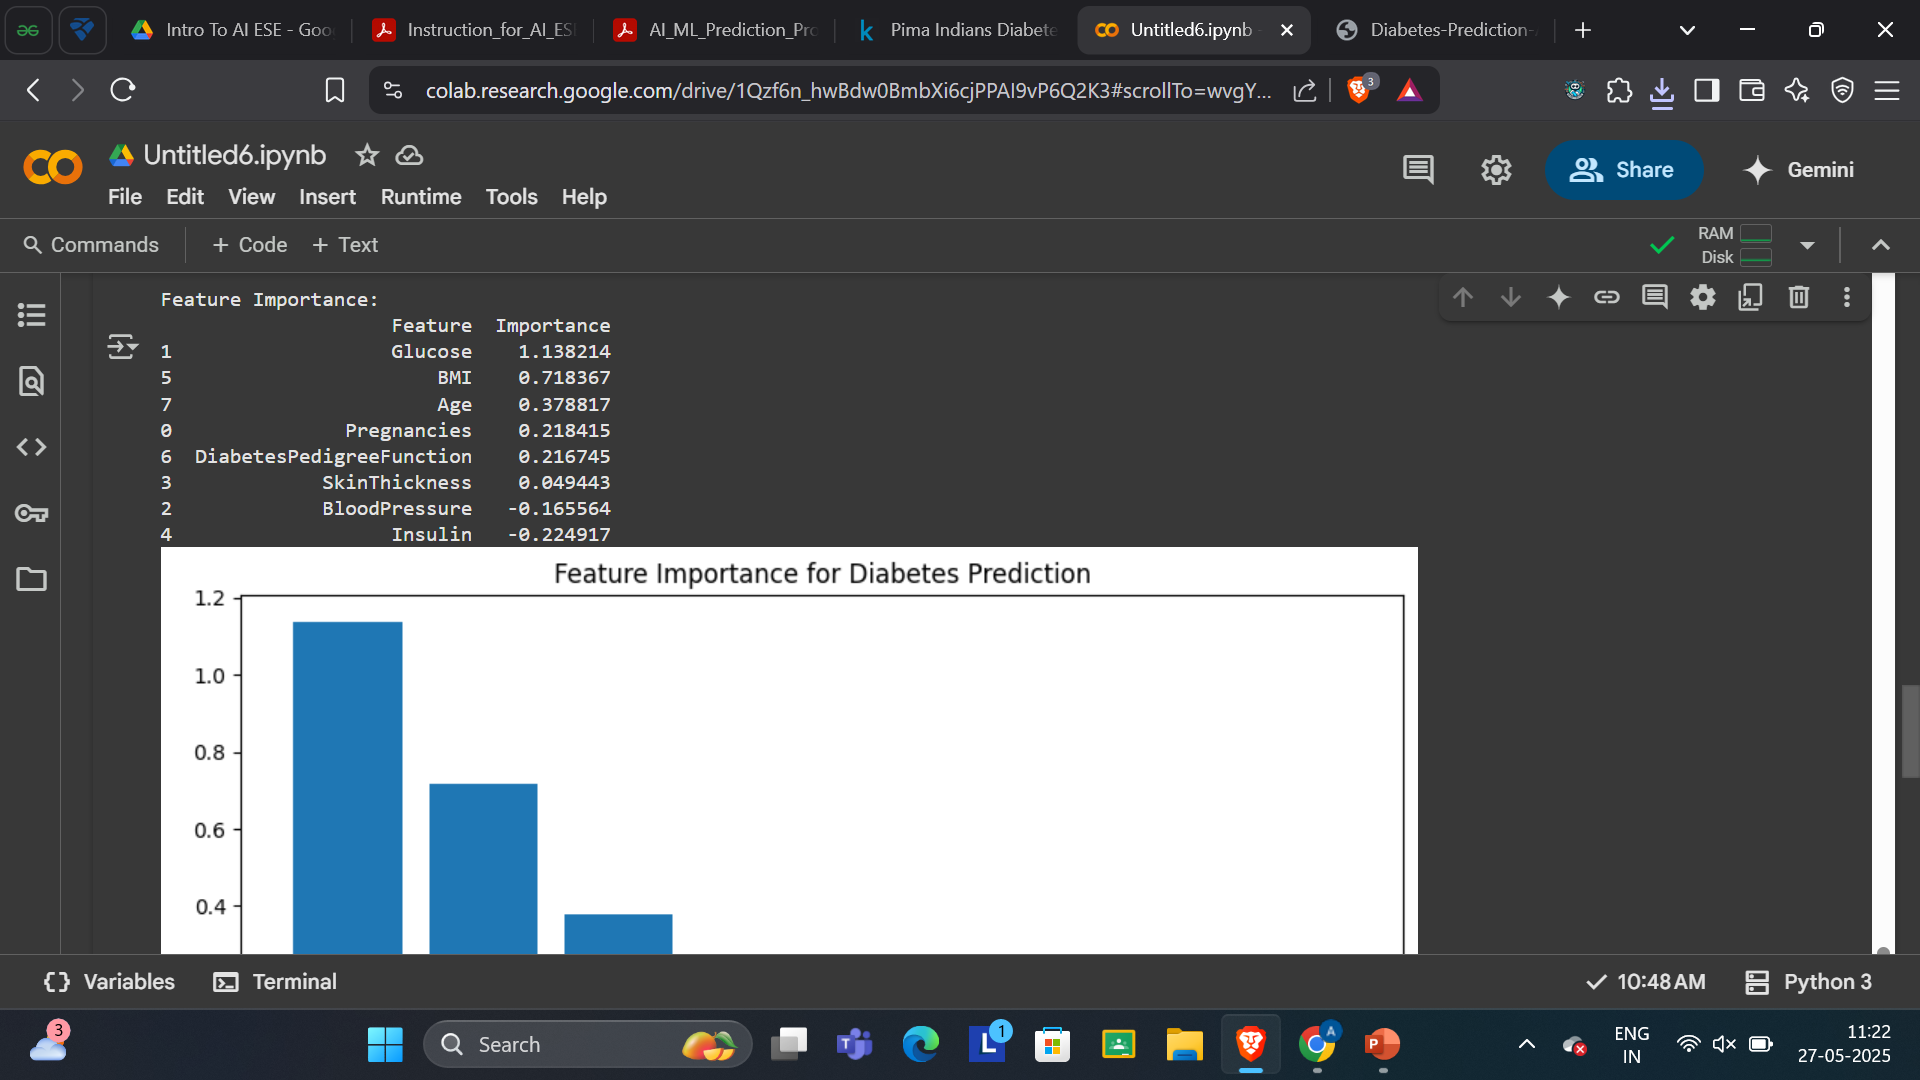 Intro To AI ESE - Goo
Instruction_for_AI_ESI
AI_ML_Prediction_Pro
Pima Indians Diabete
Untitled6.ipynb
Diabetes-Prediction-
colab.research.google.com/drive/1Qzf6n_hwBdw0BmbXi6cjPPAI9vP6Q2K3#scrollTo=wvgY...
3
Untitled6.ipynb
File Edit View Insert Runtime Tools Help
Share
Gemini
Commands + Code + Text
RAM
Disk
Feature Importance:
Feature Importance
1 Glucose 1.138214
5 BMI 0.718367
7 Age 0.378817
0 Pregnancies 0.218415
6 DiabetesPedigreeFunction 0.216745
3 SkinThickness 0.049443
2 BloodPressure -0.165564
4 Insulin -0.224917
Feature Importance for Diabetes Prediction
1.2
1.0
0.8
0.6
0.4
Variables Terminal
10:48 AM Python 3
3
Search
T
L
1
A
P
ENG
IN
11:22
27-05-2025